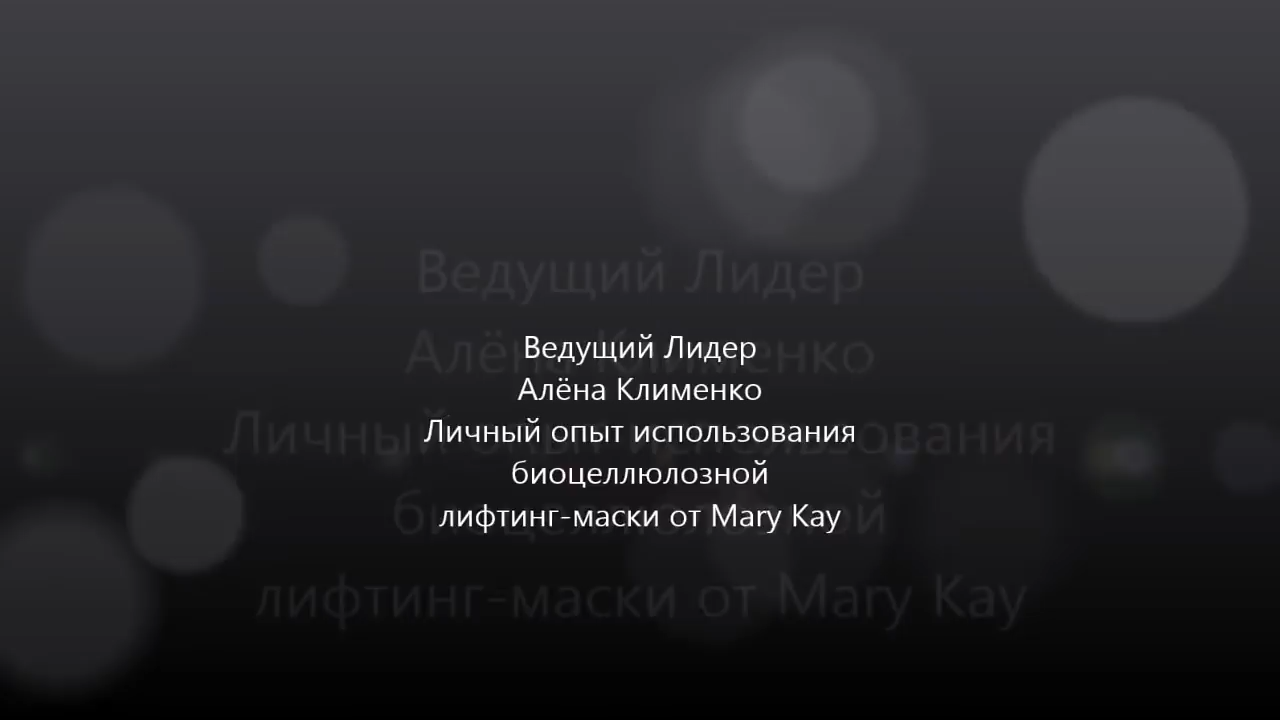 Ведущий Лидер
Алёна Клименко
Личный опыт использования
биоцеллюлозной
лифтинг-маски от Mary Kay